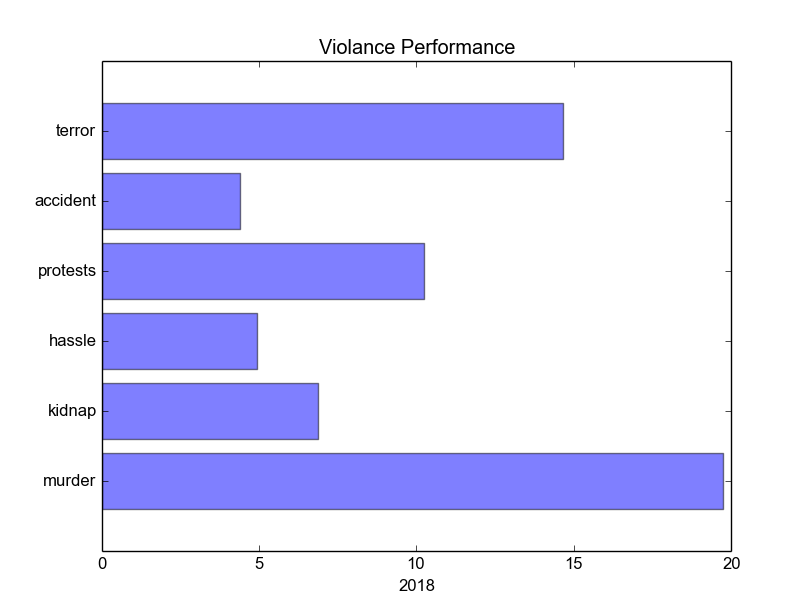 Violance Performance
terror
accident
protests
hassle
kidnap
murder
0 5 10 15 20
2018